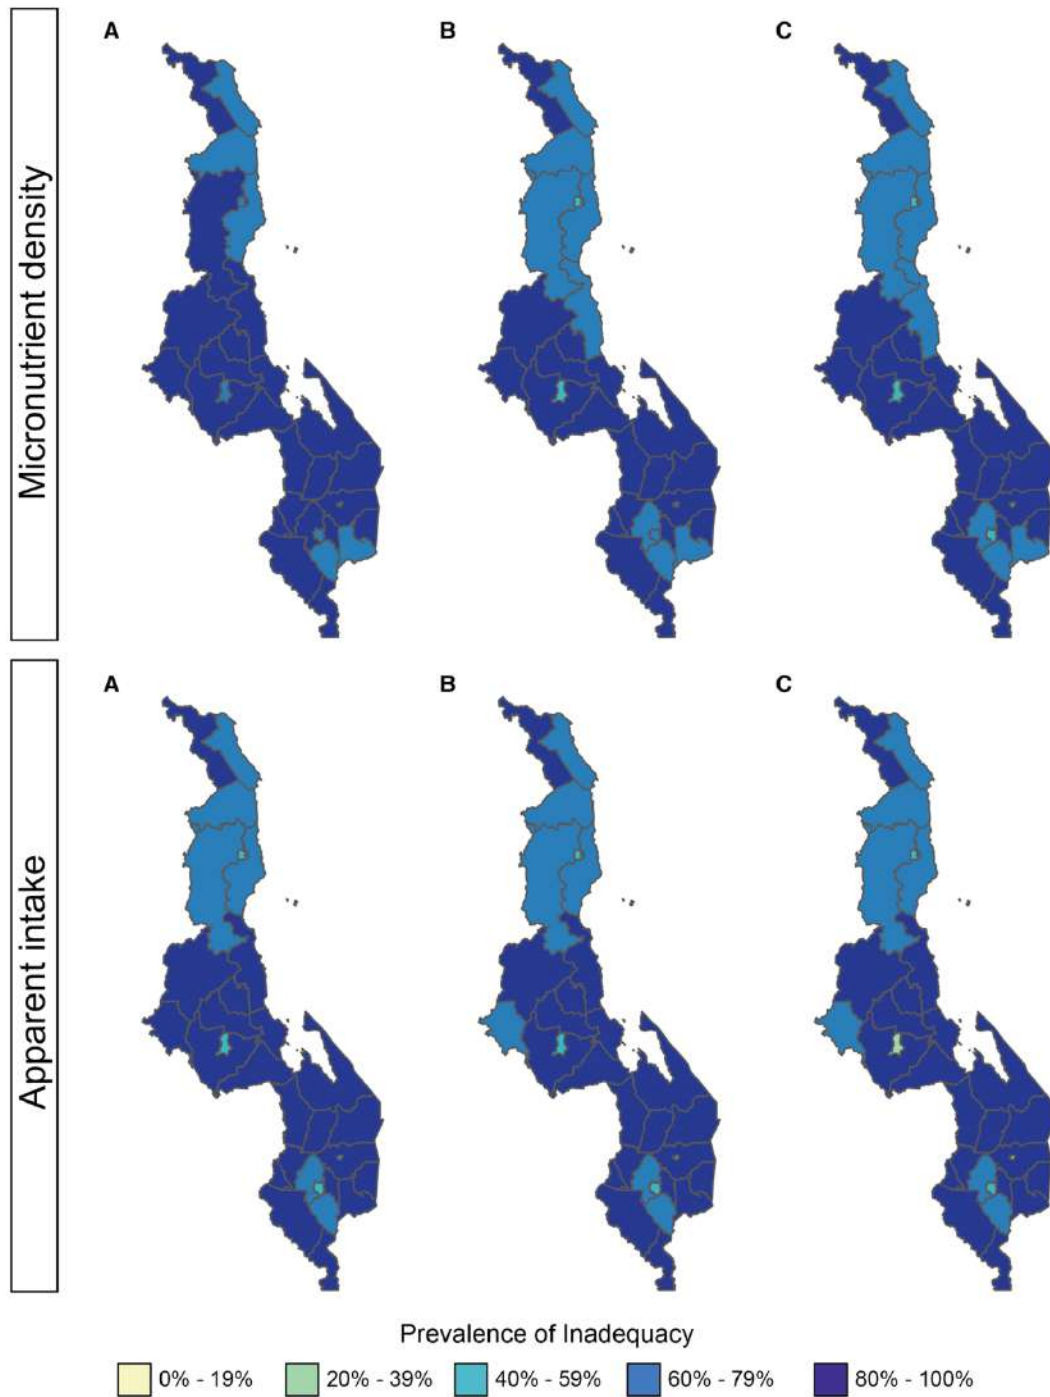 A B C
Micronutrient density
A B C
Apparent intake
Prevalence of Inadequacy
0% - 19% 20% - 39% 40% - 59% 60% - 79% 80% - 100%